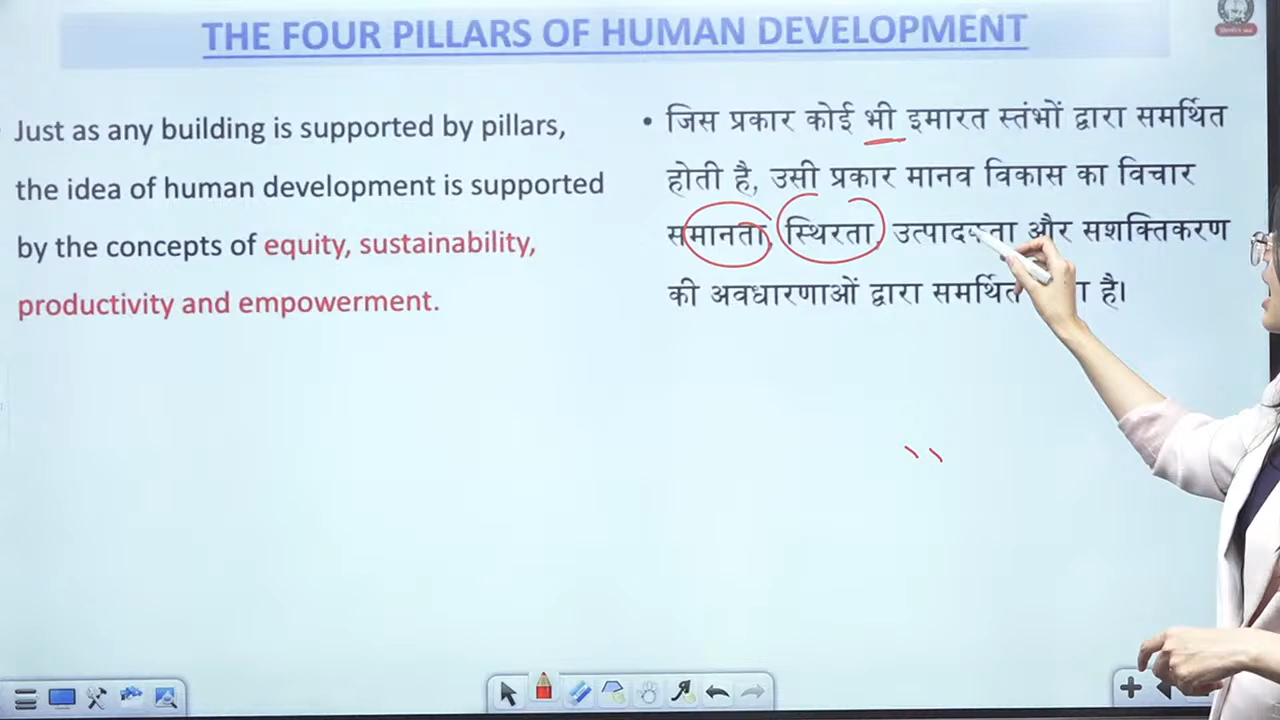 THE FOUR PILLARS OF HUMAN DEVELOPMENT
Just as any building is supported by pillars,
the idea of human development is supported
by the concepts of equity, sustainability,
productivity and empowerment.
• जिस प्रकार कोई भी इमारत स्तंभों द्वारा समर्थित
होती है, उसी प्रकार मानव विकास का विचार
समानता, स्थिरता, उत्पादकता और सशक्तिकरण
की अवधारणाओं द्वारा समर्थित है।